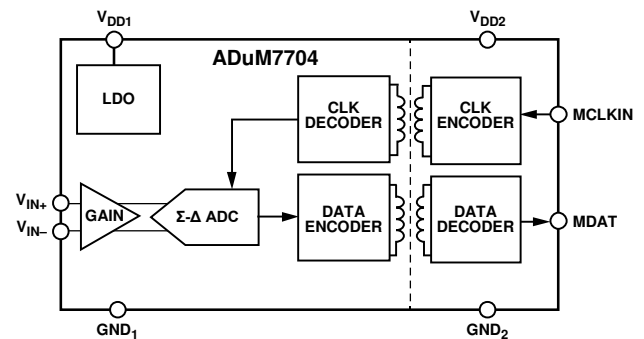 VDD1
VDD2
ADuM7704
LDO
CLK
DECODER
CLK
ENCODER
MCLKIN
VIN+
VIN–
GAIN
Σ-Δ ADC
DATA
ENCODER
DATA
DECODER
MDAT
GND1
GND2